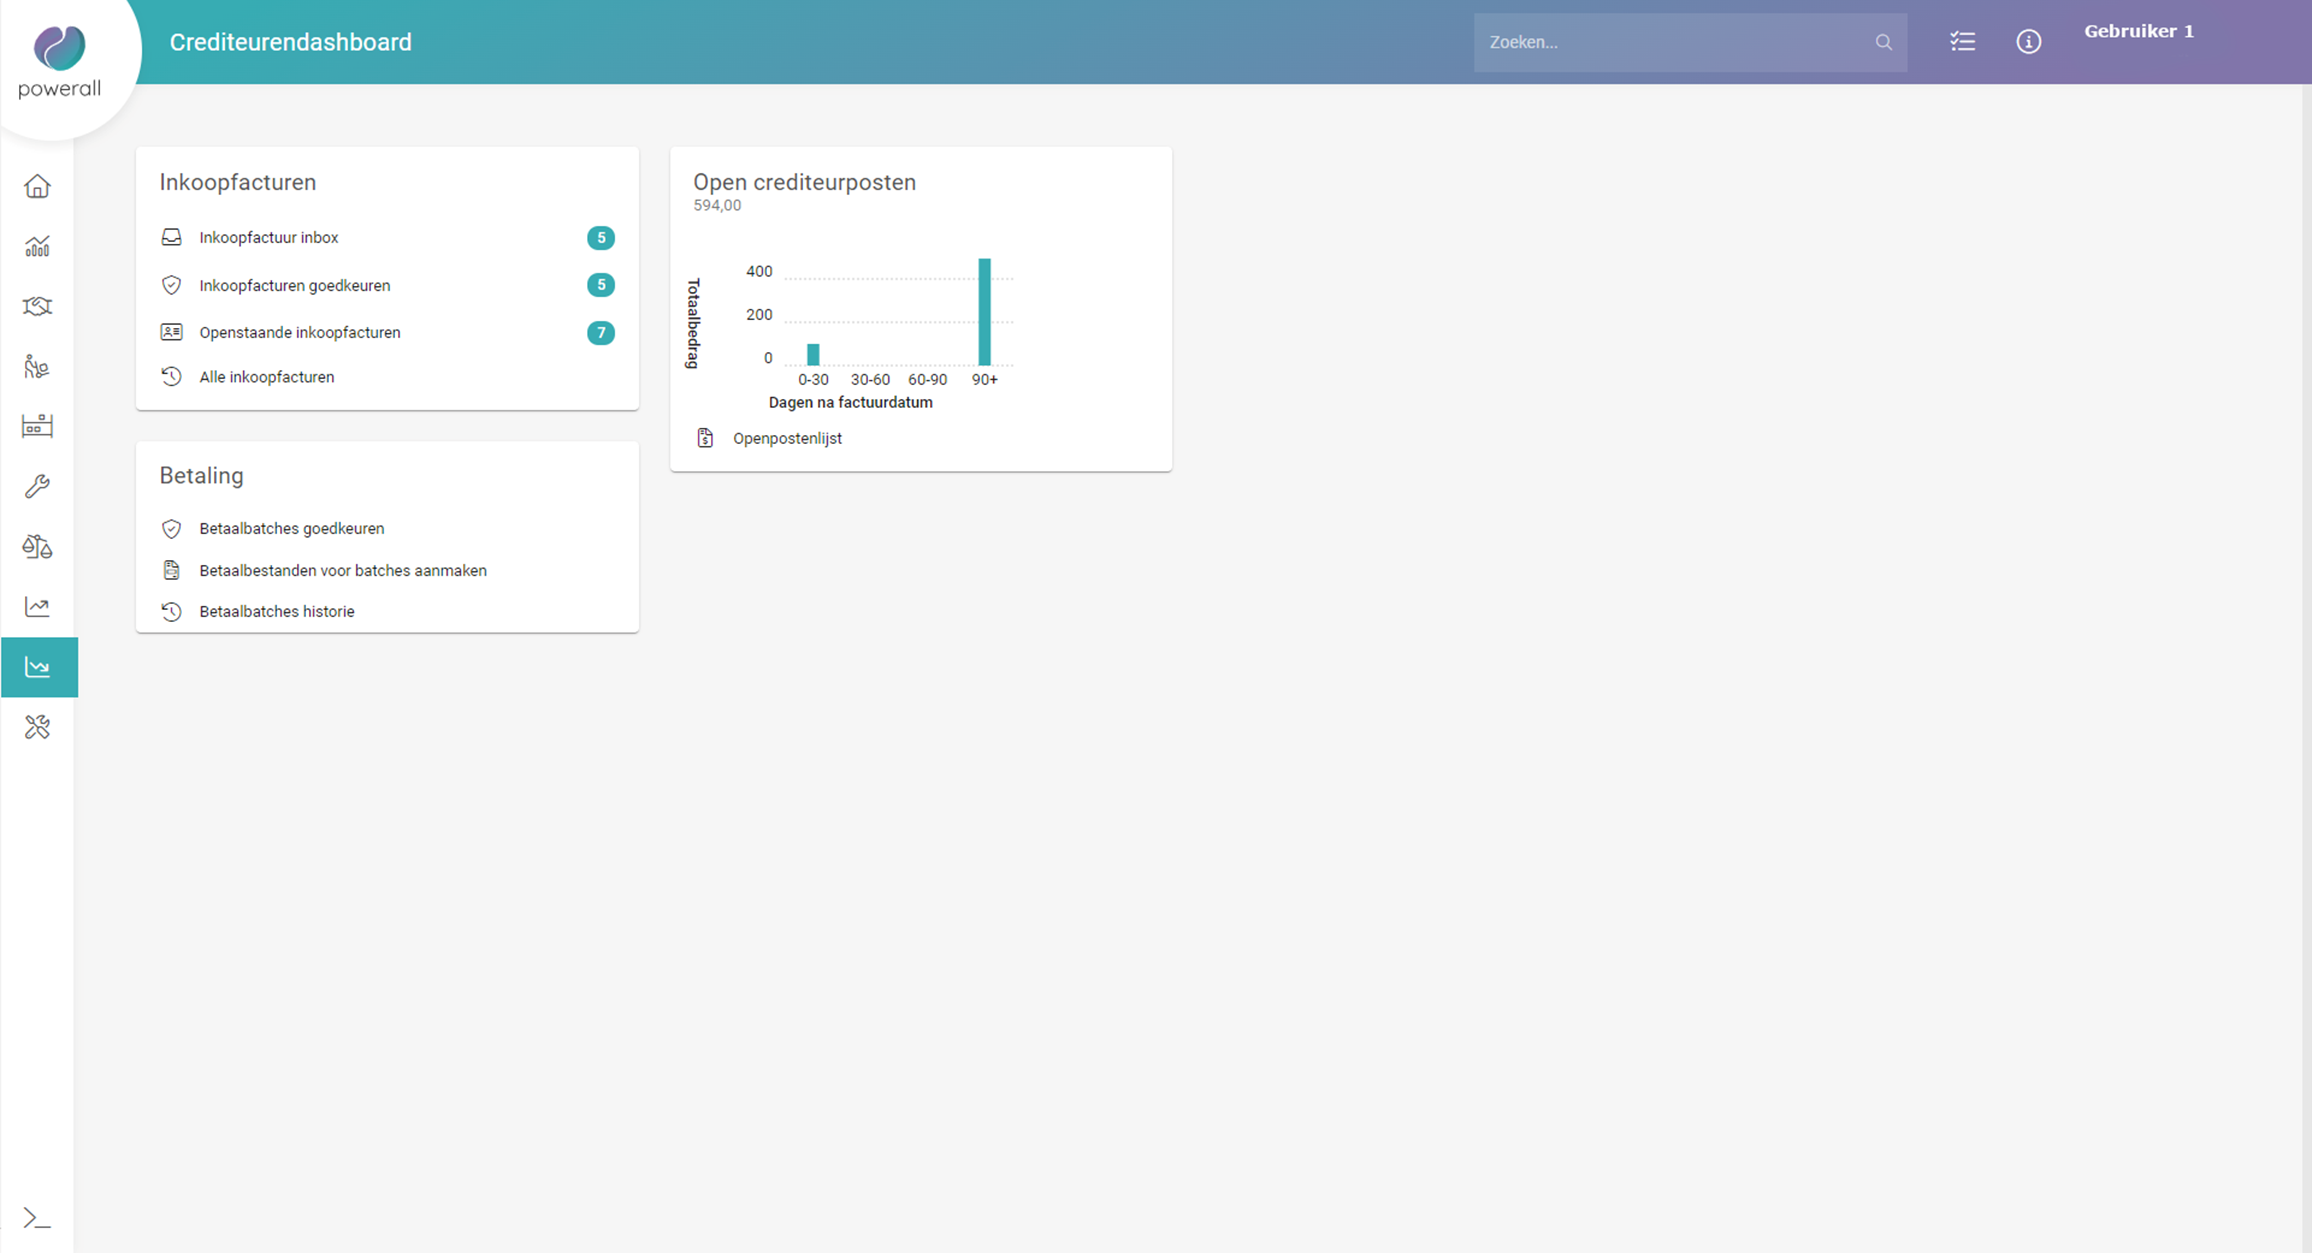 powerall
Crediteurendashboard
Zoeken...
Gebruiker 1
Inkoopfacturen
Inkoopfactuur inbox 5
Inkoopfacturen goedkeuren 5
Openstaande inkoopfacturen 7
Alle inkoopfacturen
Betaling
Betaalbatches goedkeuren
Betaalbestanden voor batches aanmaken
Betaalbatches historie
Open crediteurposten
594,00
Totaalbedrag
400
200
0
0-30 30-60 60-90 90+
Dagen na factuurdatum
Openpostenlijst